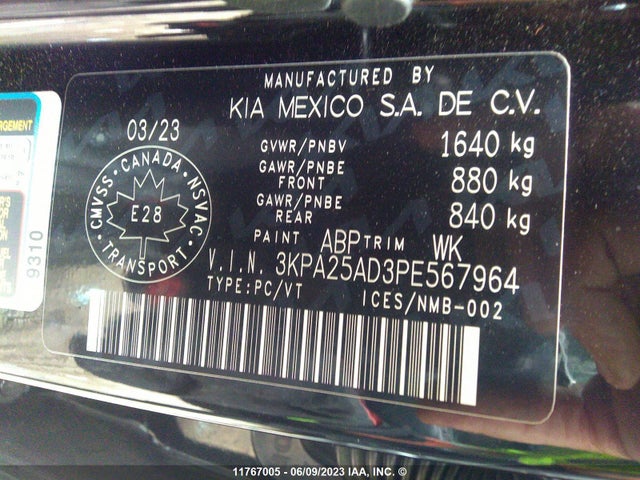 MANUFACTURED BY
KIA MEXICO S.A. DE C.V.
03/23
GVWR/PNBV 1640 kg
GAWR/PNBE FRONT 880 kg
GAWR/PNBE REAR 840 kg
CANADA
CMVSS NSVAC
E28
TRANSPORT
PAINT ABP TRIM WK
V.I.N. 3KPA25AD3PE567964
TYPE:PC/VT ICES/NMB-002
9310
11767005 - 06/09/2023 IAA, INC. ©